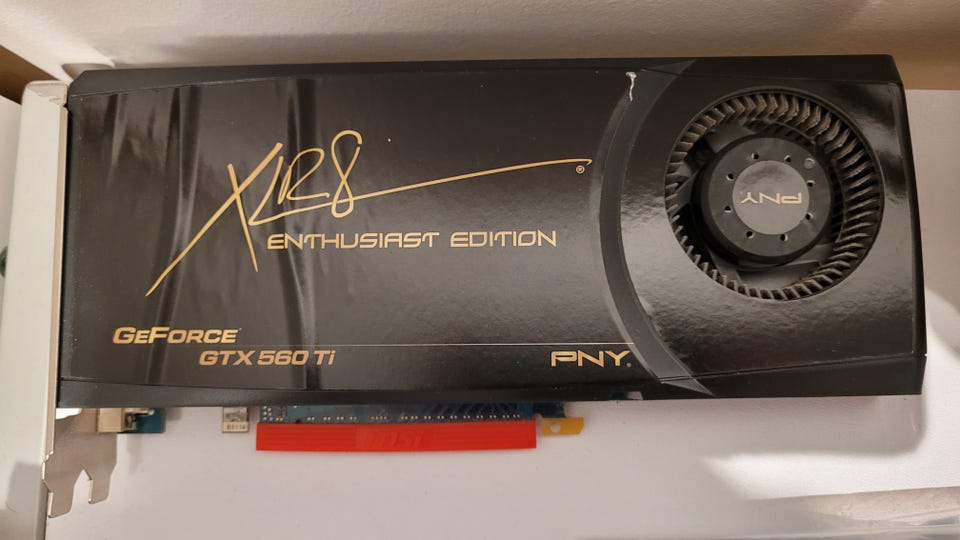 XLR8®
ENTHUSIAST EDITION
PNY
GEFORCE®
GTX 560 Ti
PNY®